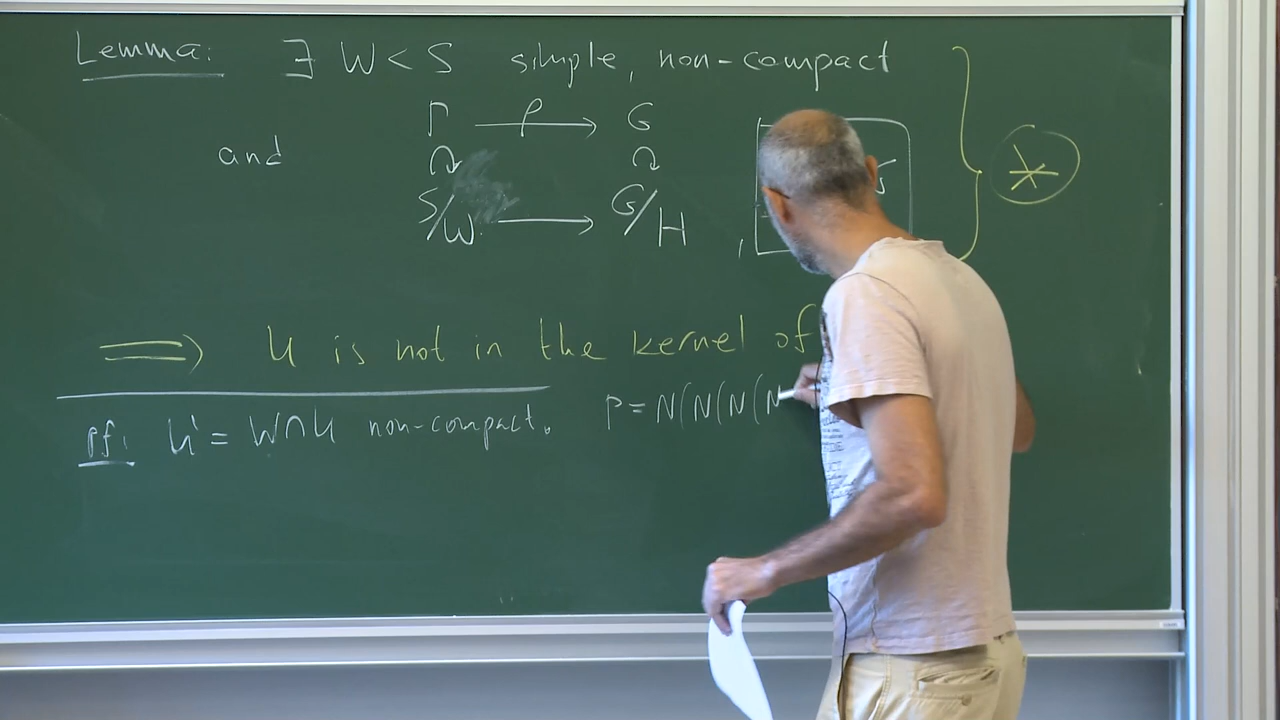 Lemma: ∃ W < S simple, non-compact
Γ —ρ→ G
and ↷ ↷
S/W → G/H ,
*
⟹ U is not in the kernel of
pf: U' = W∩U non-compact. P = N(N(N(N